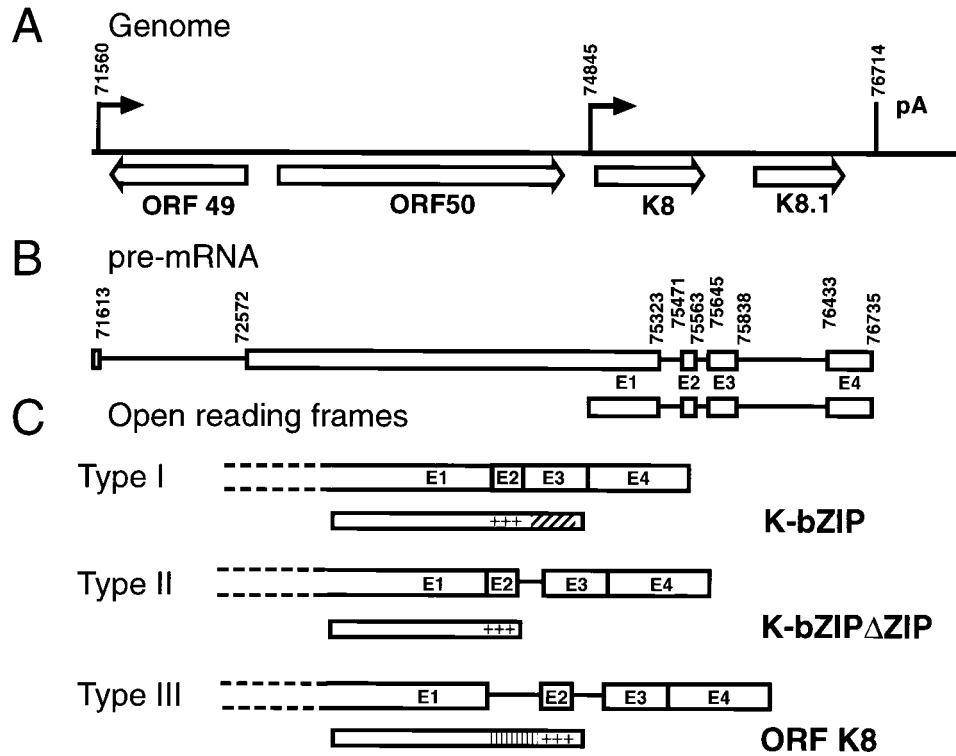 A Genome
71560 74845 76714
pA
ORF 49 ORF50 K8 K8.1
B pre-mRNA
71613 72572 75323 75471 75563 75645 75838 76433 76735
E1 E2 E3 E4
C Open reading frames
Type I E1 E2 E3 E4
+++ K-bZIP
Type II E1 E2 E3 E4
+++ K-bZIPΔZIP
Type III E1 E2 E3 E4
+++ ORF K8